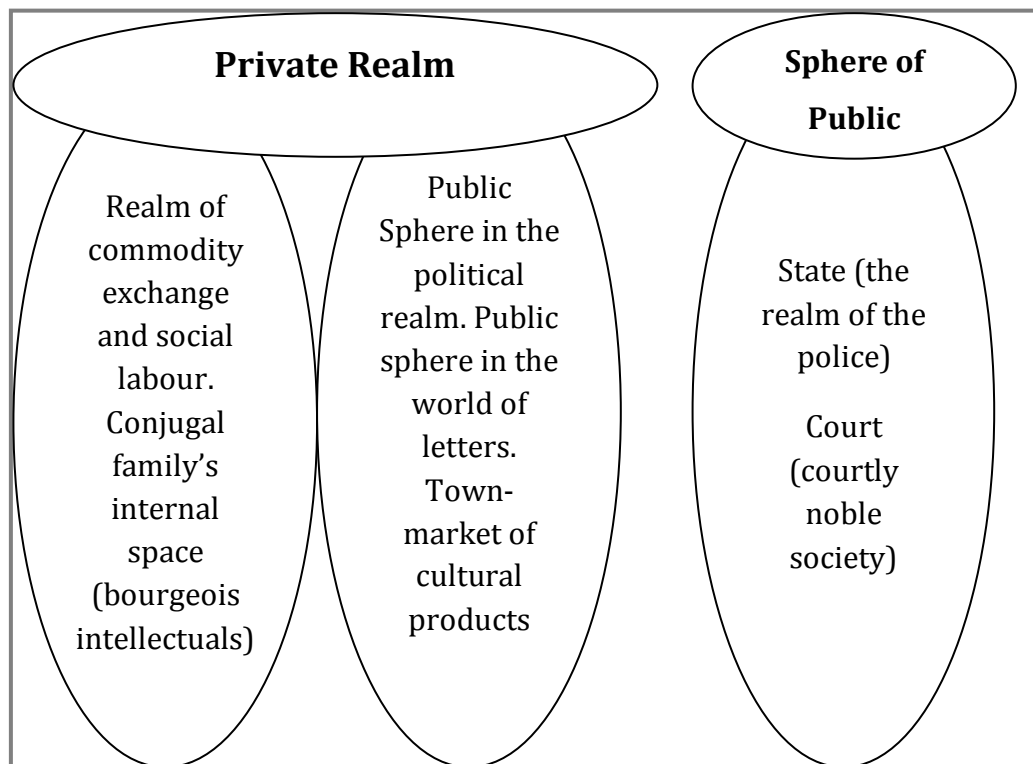 Private Realm
Realm of
commodity
exchange
and social
labour.
Conjugal
family’s
internal
space
(bourgeois
intellectuals)
Public
Sphere in the
political
realm. Public
sphere in the
world of
letters.
Town-
market of
cultural
products
Sphere of
Public
State (the
realm of the
police)
Court
(courtly
noble
society)